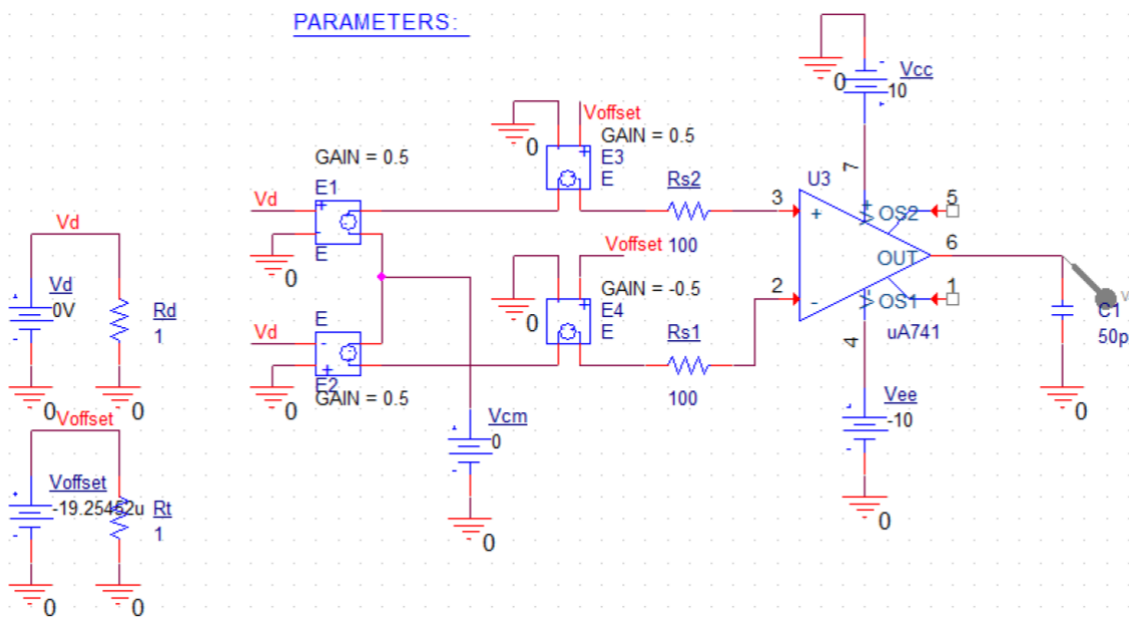 PARAMETERS:
Vcc
10
0
Voffset
GAIN = 0.5
E3
E
0
GAIN = 0.5
E1
Vd
E
0
Rs2
100
7
U3
3
+
V+
OS2
5
OUT
6
2
-
V-
OS1
1
uA741
4
Vd
Vd
0V
Rd
1
0
0
Voffset
GAIN = -0.5
E4
E
0
Rs1
100
E
Vd
E2
GAIN = 0.5
0
Vcm
0
0
C1
50p
0
V
Vee
-10
0
Voffset
Voffset
-19.25452u
Rt
1
0
0